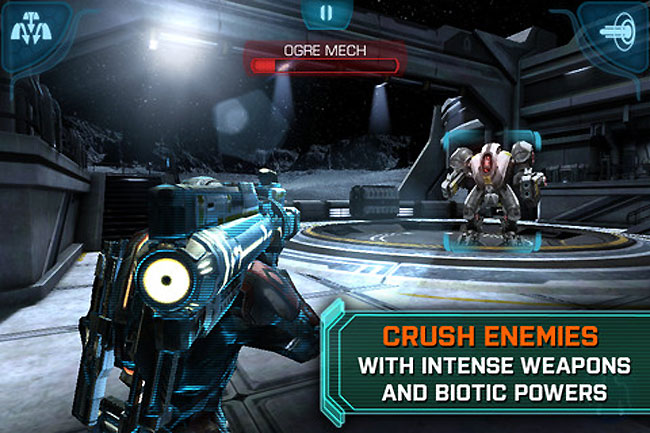 OGRE MECH
CRUSH ENEMIES
WITH INTENSE WEAPONS
AND BIOTIC POWERS